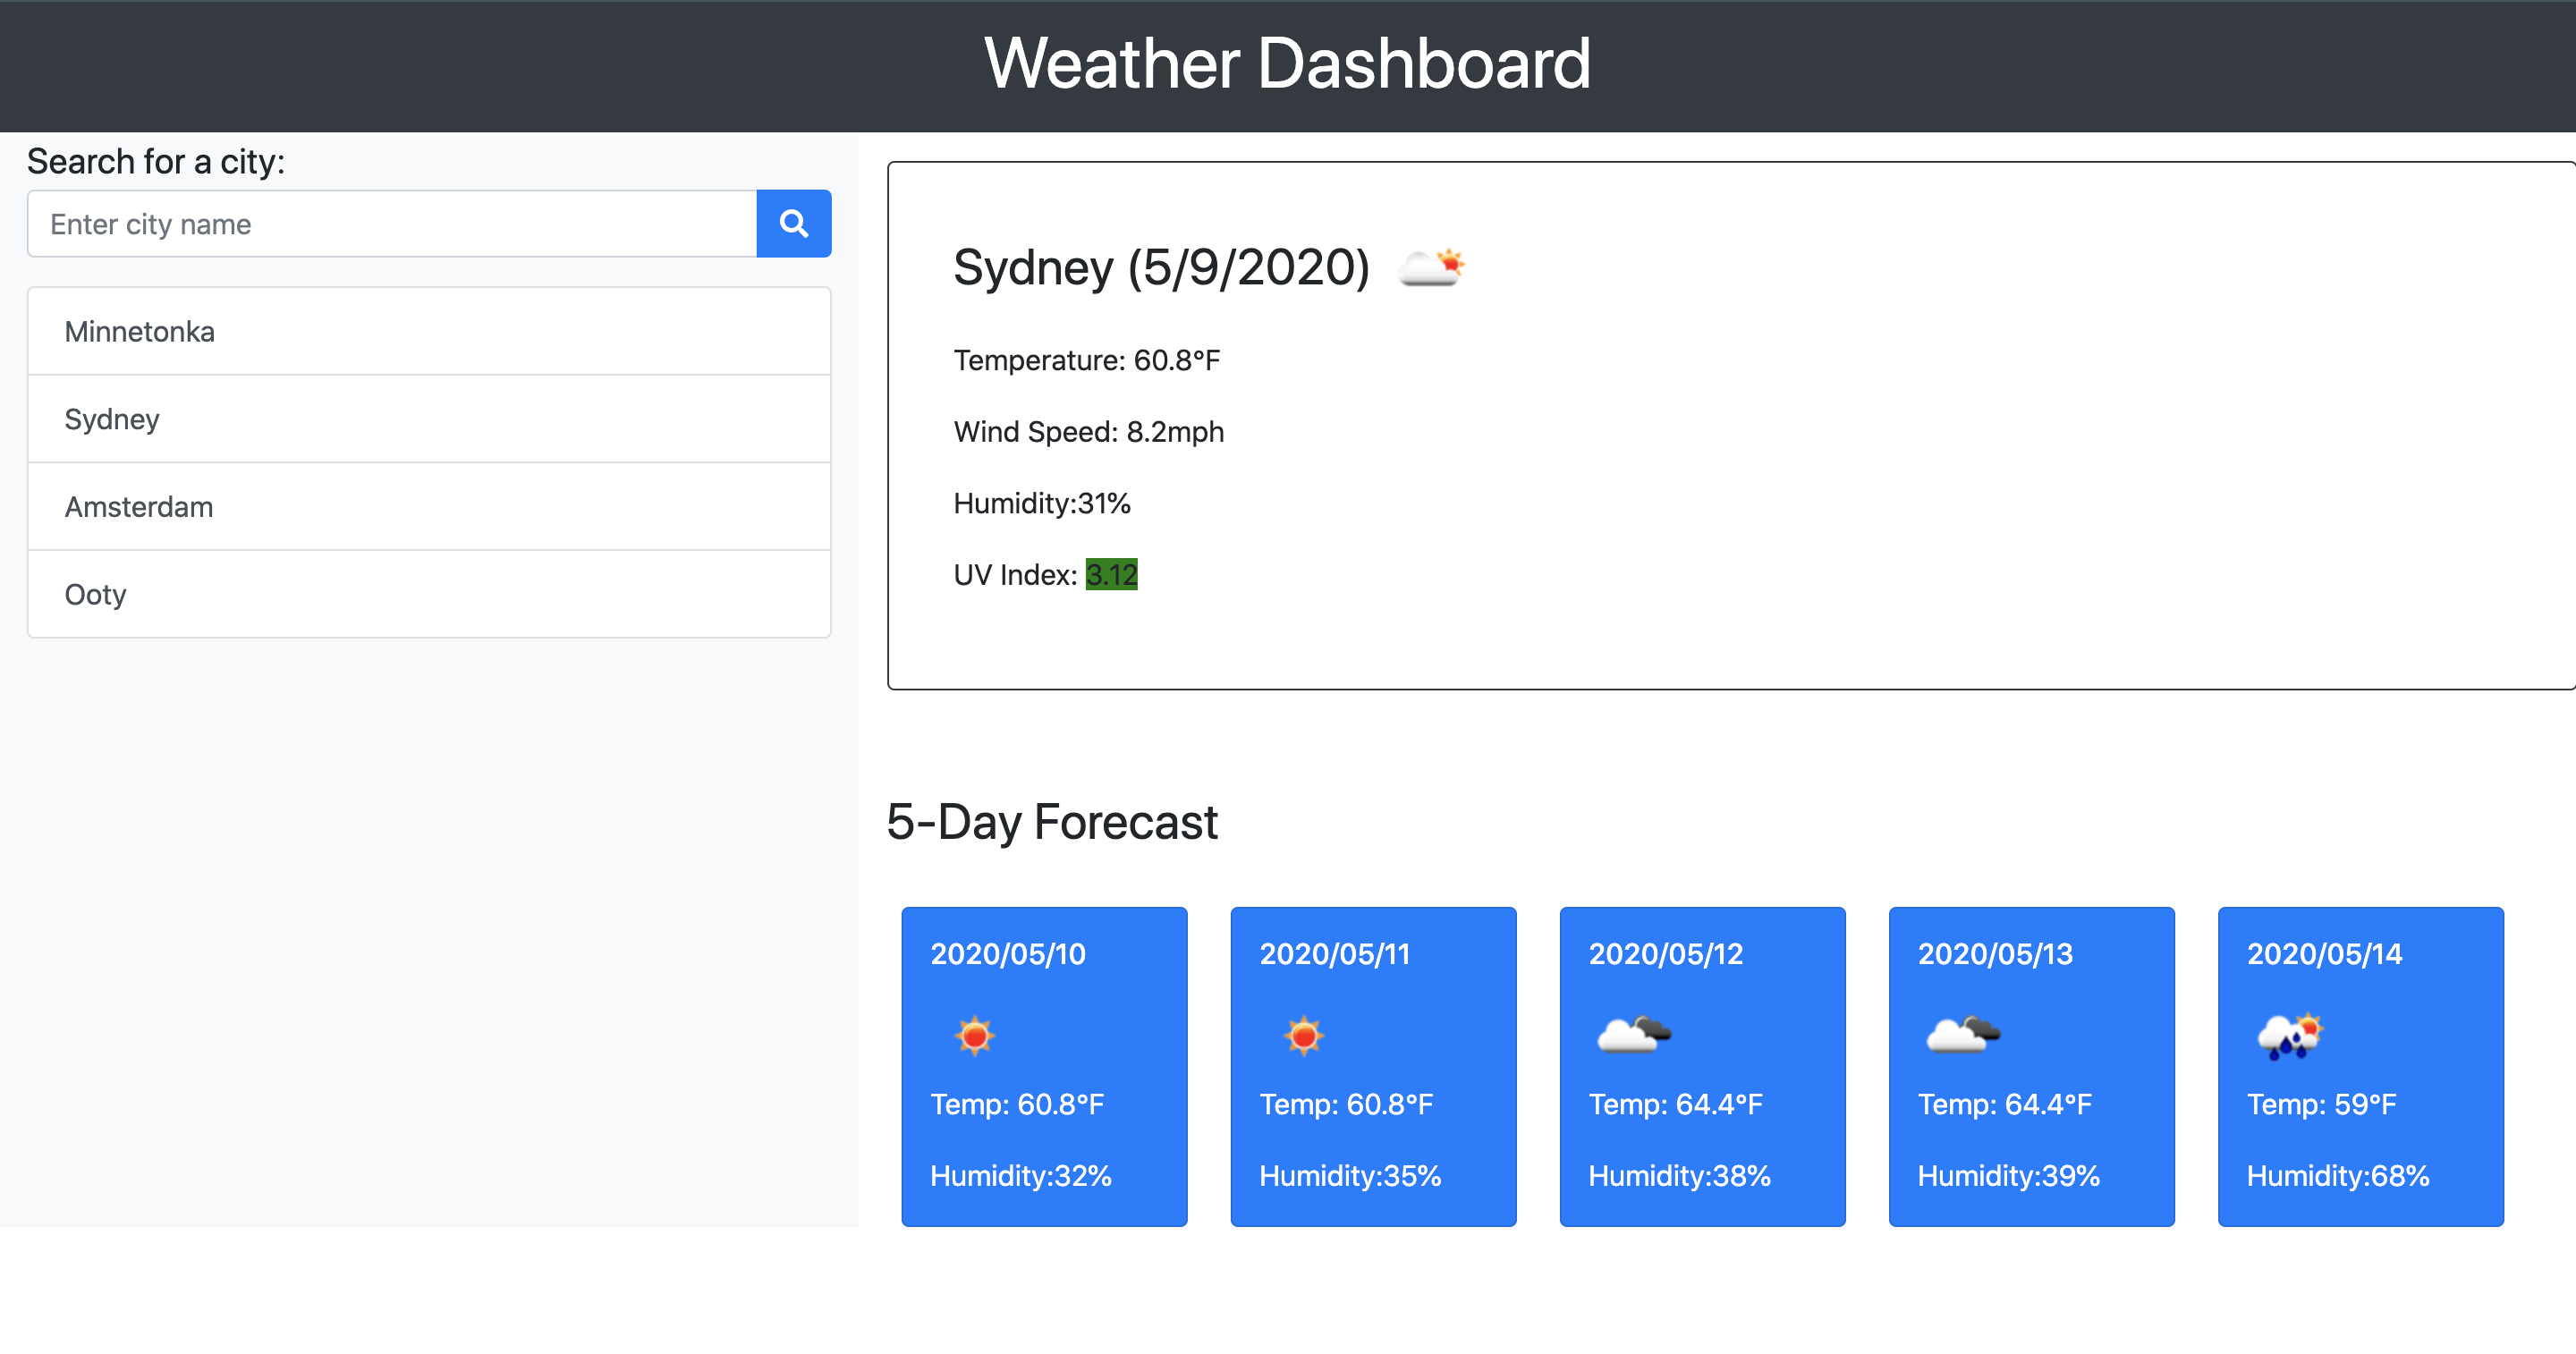 Weather Dashboard
Search for a city:
Enter city name
Minnetonka
Sydney
Amsterdam
Ooty
Sydney (5/9/2020)
Temperature: 60.8°F
Wind Speed: 8.2mph
Humidity:31%
UV Index: 3.12
5-Day Forecast
2020/05/10
Temp: 60.8°F
Humidity:32%
2020/05/11
Temp: 60.8°F
Humidity:35%
2020/05/12
Temp: 64.4°F
Humidity:38%
2020/05/13
Temp: 64.4°F
Humidity:39%
2020/05/14
Temp: 59°F
Humidity:68%